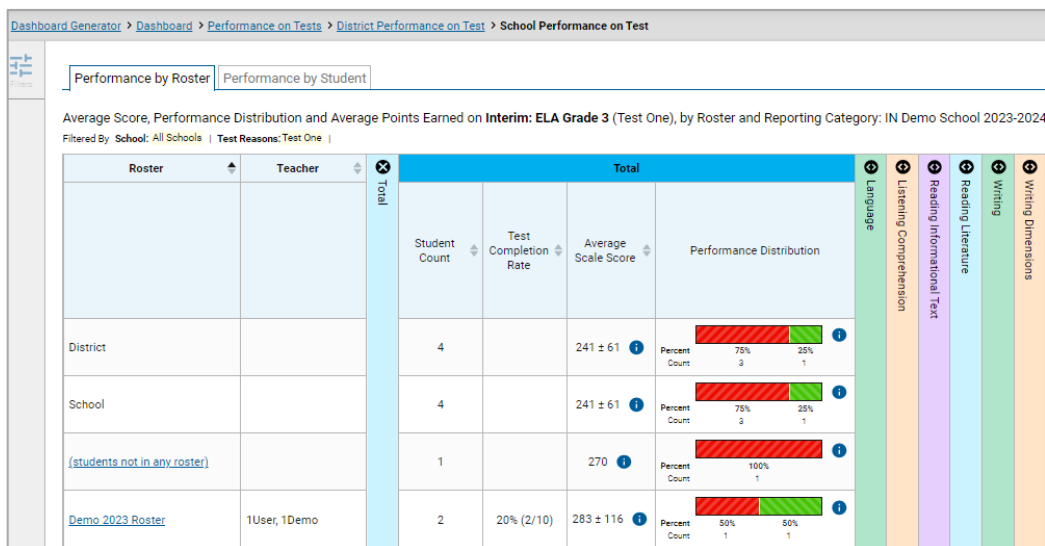 Dashboard Generator > Dashboard > Performance on Tests > District Performance on Test > School Performance on Test
Filters
Performance by Roster
Performance by Student
Average Score, Performance Distribution and Average Points Earned on Interim: ELA Grade 3 (Test One), by Roster and Reporting Category: IN Demo School 2023-2024
Filtered By School: All Schools | Test Reasons: Test One |
Roster
Teacher
Total
Total
Language
Listening Comprehension
Reading Informational Text
Reading Literature
Writing
Writing Dimensions
Student Count
Test Completion Rate
Average Scale Score
Performance Distribution
District
4
241 ± 61
Percent 75% 25%
Count 3 1
School
4
241 ± 61
Percent 75% 25%
Count 3 1
(students not in any roster)
1
270
Percent 100%
Count 1
Demo 2023 Roster
1User, 1Demo
2
20% (2/10)
283 ± 116
Percent 50% 50%
Count 1 1